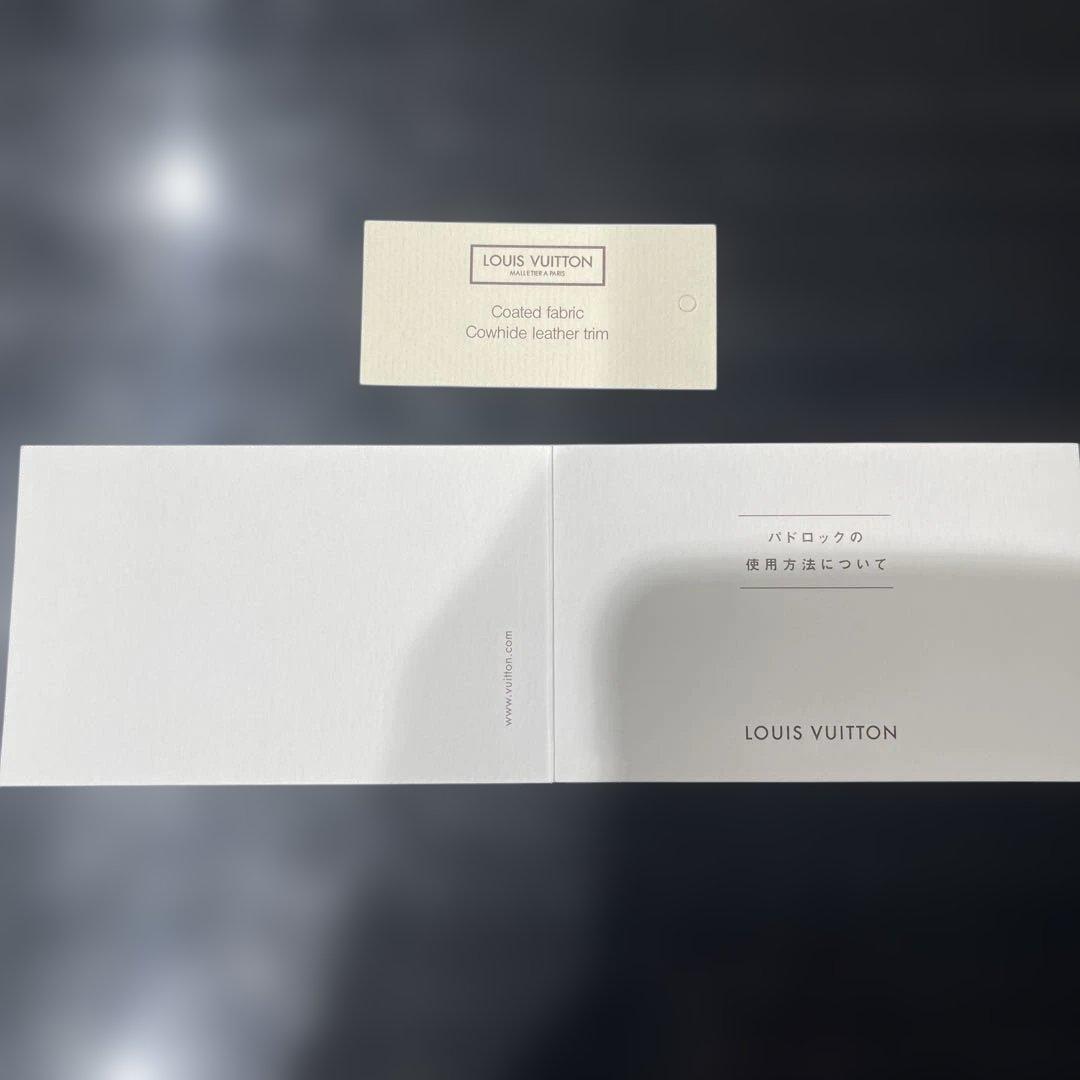 LOUIS VUITTON
MALLETIER A PARIS
Coated fabric
Cowhide leather trim
パドロックの
使用方法について
www.vuitton.com
LOUIS VUITTON